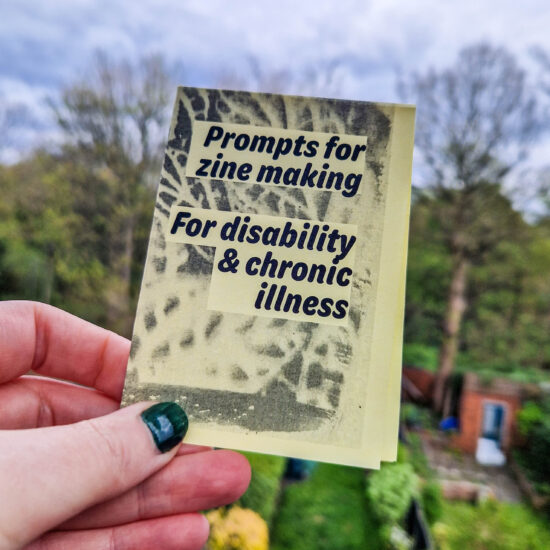 Prompts for
zine making
For disability
& chronic
illness